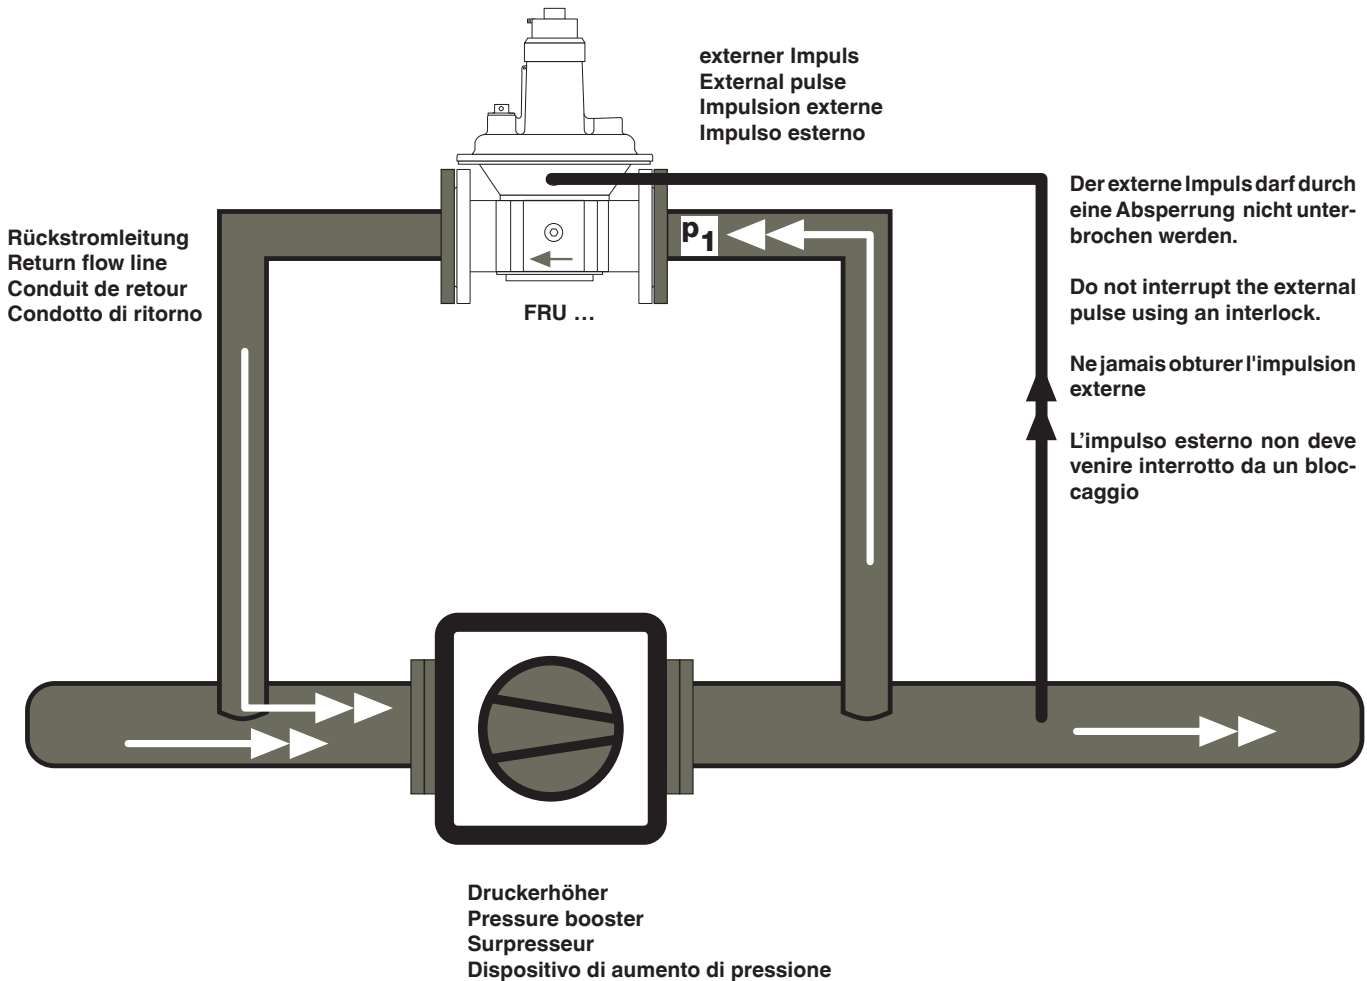 externer Impuls
External pulse
Impulsion externe
Impulso esterno
Der externe Impuls darf durch
eine Absperrung nicht unter-
brochen werden.
Do not interrupt the external
pulse using an interlock.
Ne jamais obturer l'impulsion
externe
L'impulso esterno non deve
venire interrotto da un bloc-
caggio
Rückstromleitung
Return flow line
Conduit de retour
Condotto di ritorno
p1
FRU ...
Druckerhöher
Pressure booster
Surpresseur
Dispositivo di aumento di pressione